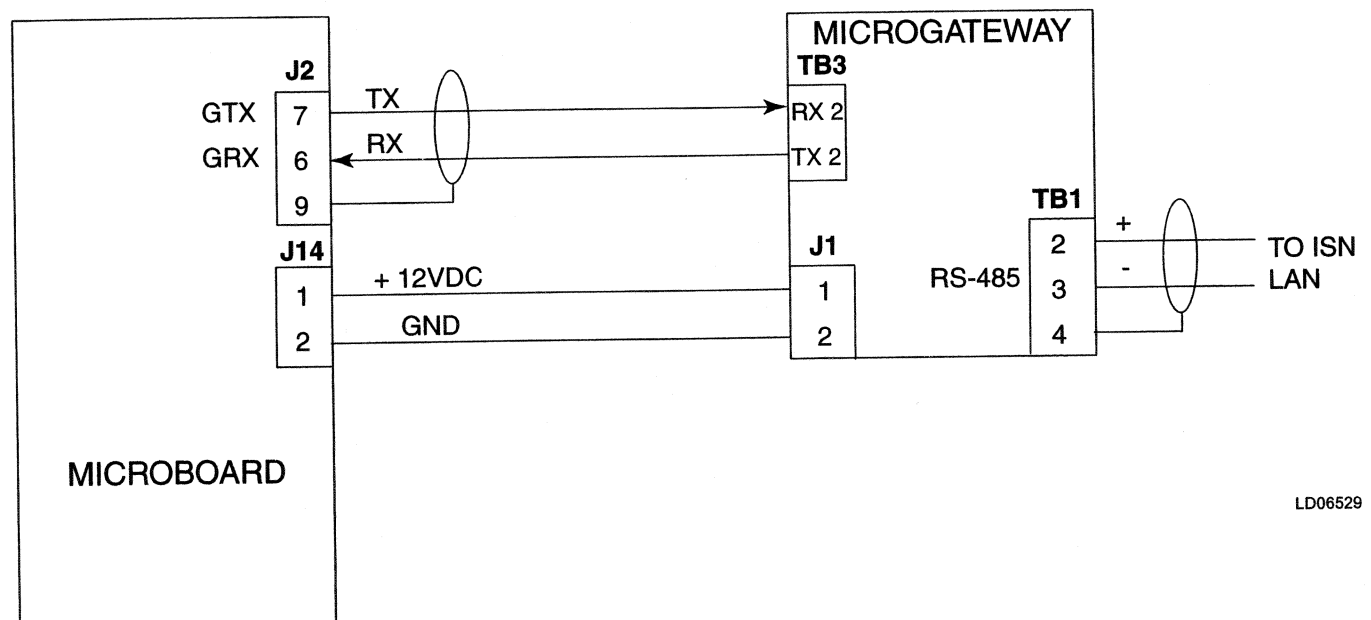 MICROGATEWAY
J2
TB3
GTX 7 TX RX 2
GRX 6 RX TX 2
9
TB1
J14 J1
2 + TO ISN
1 + 12VDC 1 RS-485 3 - LAN
2 GND 2 4
MICROBOARD
LD06529